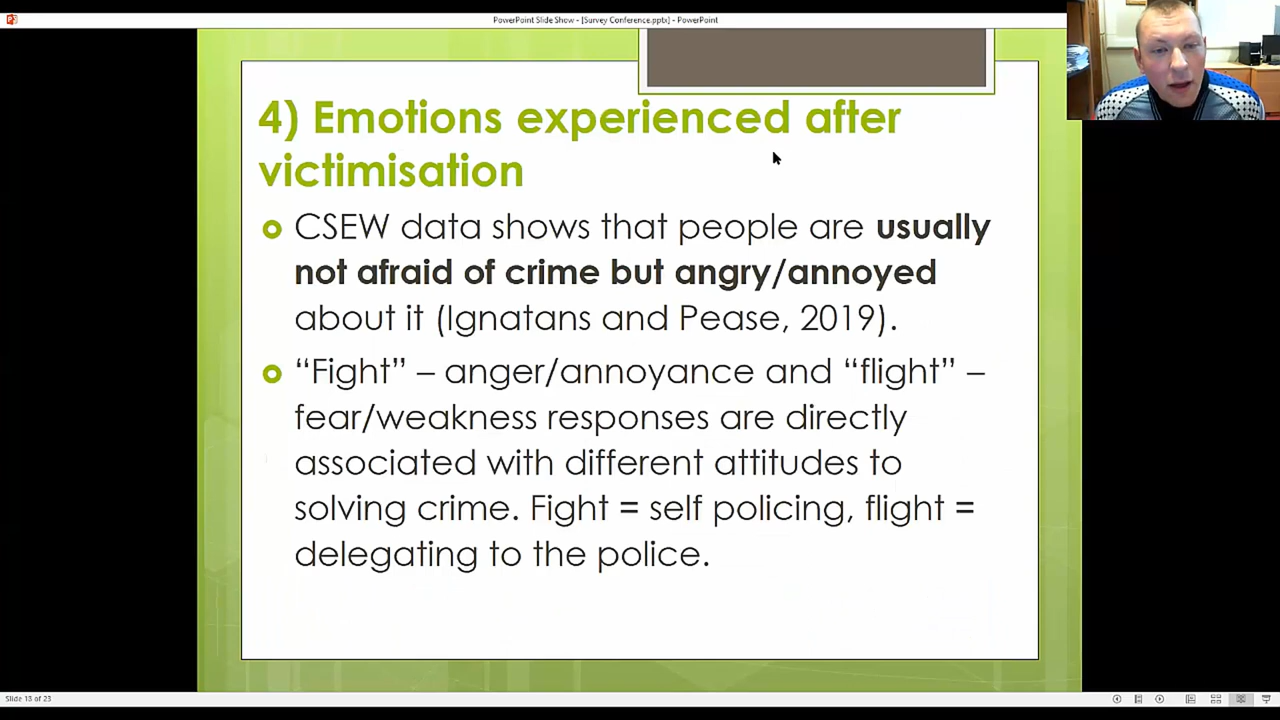 PowerPoint Slide Show - [Survey Conference.pptx] - PowerPoint
4) Emotions experienced after
victimisation
CSEW data shows that people are usually
not afraid of crime but angry/annoyed
about it (Ignatans and Pease, 2019).
“Fight” – anger/annoyance and “flight” –
fear/weakness responses are directly
associated with different attitudes to
solving crime. Fight = self policing, flight =
delegating to the police.
Slide 13 of 23